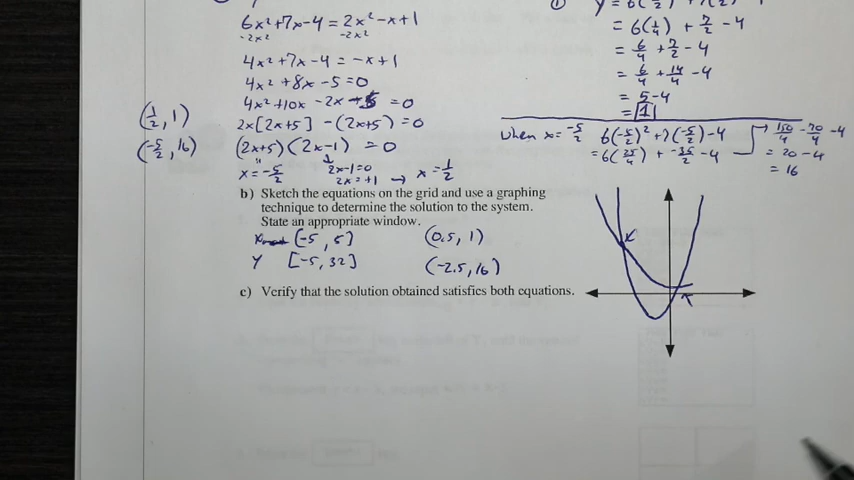 6x²+7x-4=2x²-x+1
-2x² -2x²
4x²+7x-4=-x+1
4x²+8x-5=0
4x²+10x-2x-5=0
2x[2x+5]-(2x+5)=0
(2x+5)(2x-1)=0
x=-5/2 2x-1=0
2x=+1 → x=1/2
(1/2, 1)
(-5/2, 16)
①
=6(1/4)+7/2-4
=6/4+7/2-4
=6/4+14/4-4
=5-4
=1
when x=-5/2 6(-5/2)²+7(-5/2)-4
=6(25/4)+-35/2-4
150/4-70/4-4
=20-4
=16
b) Sketch the equations on the grid and use a graphing
technique to determine the solution to the system.
State an appropriate window.
[-5, 5] (0.5, 1)
Y [-5, 32] (-2.5, 16)
c) Verify that the solution obtained satisfies both equations.